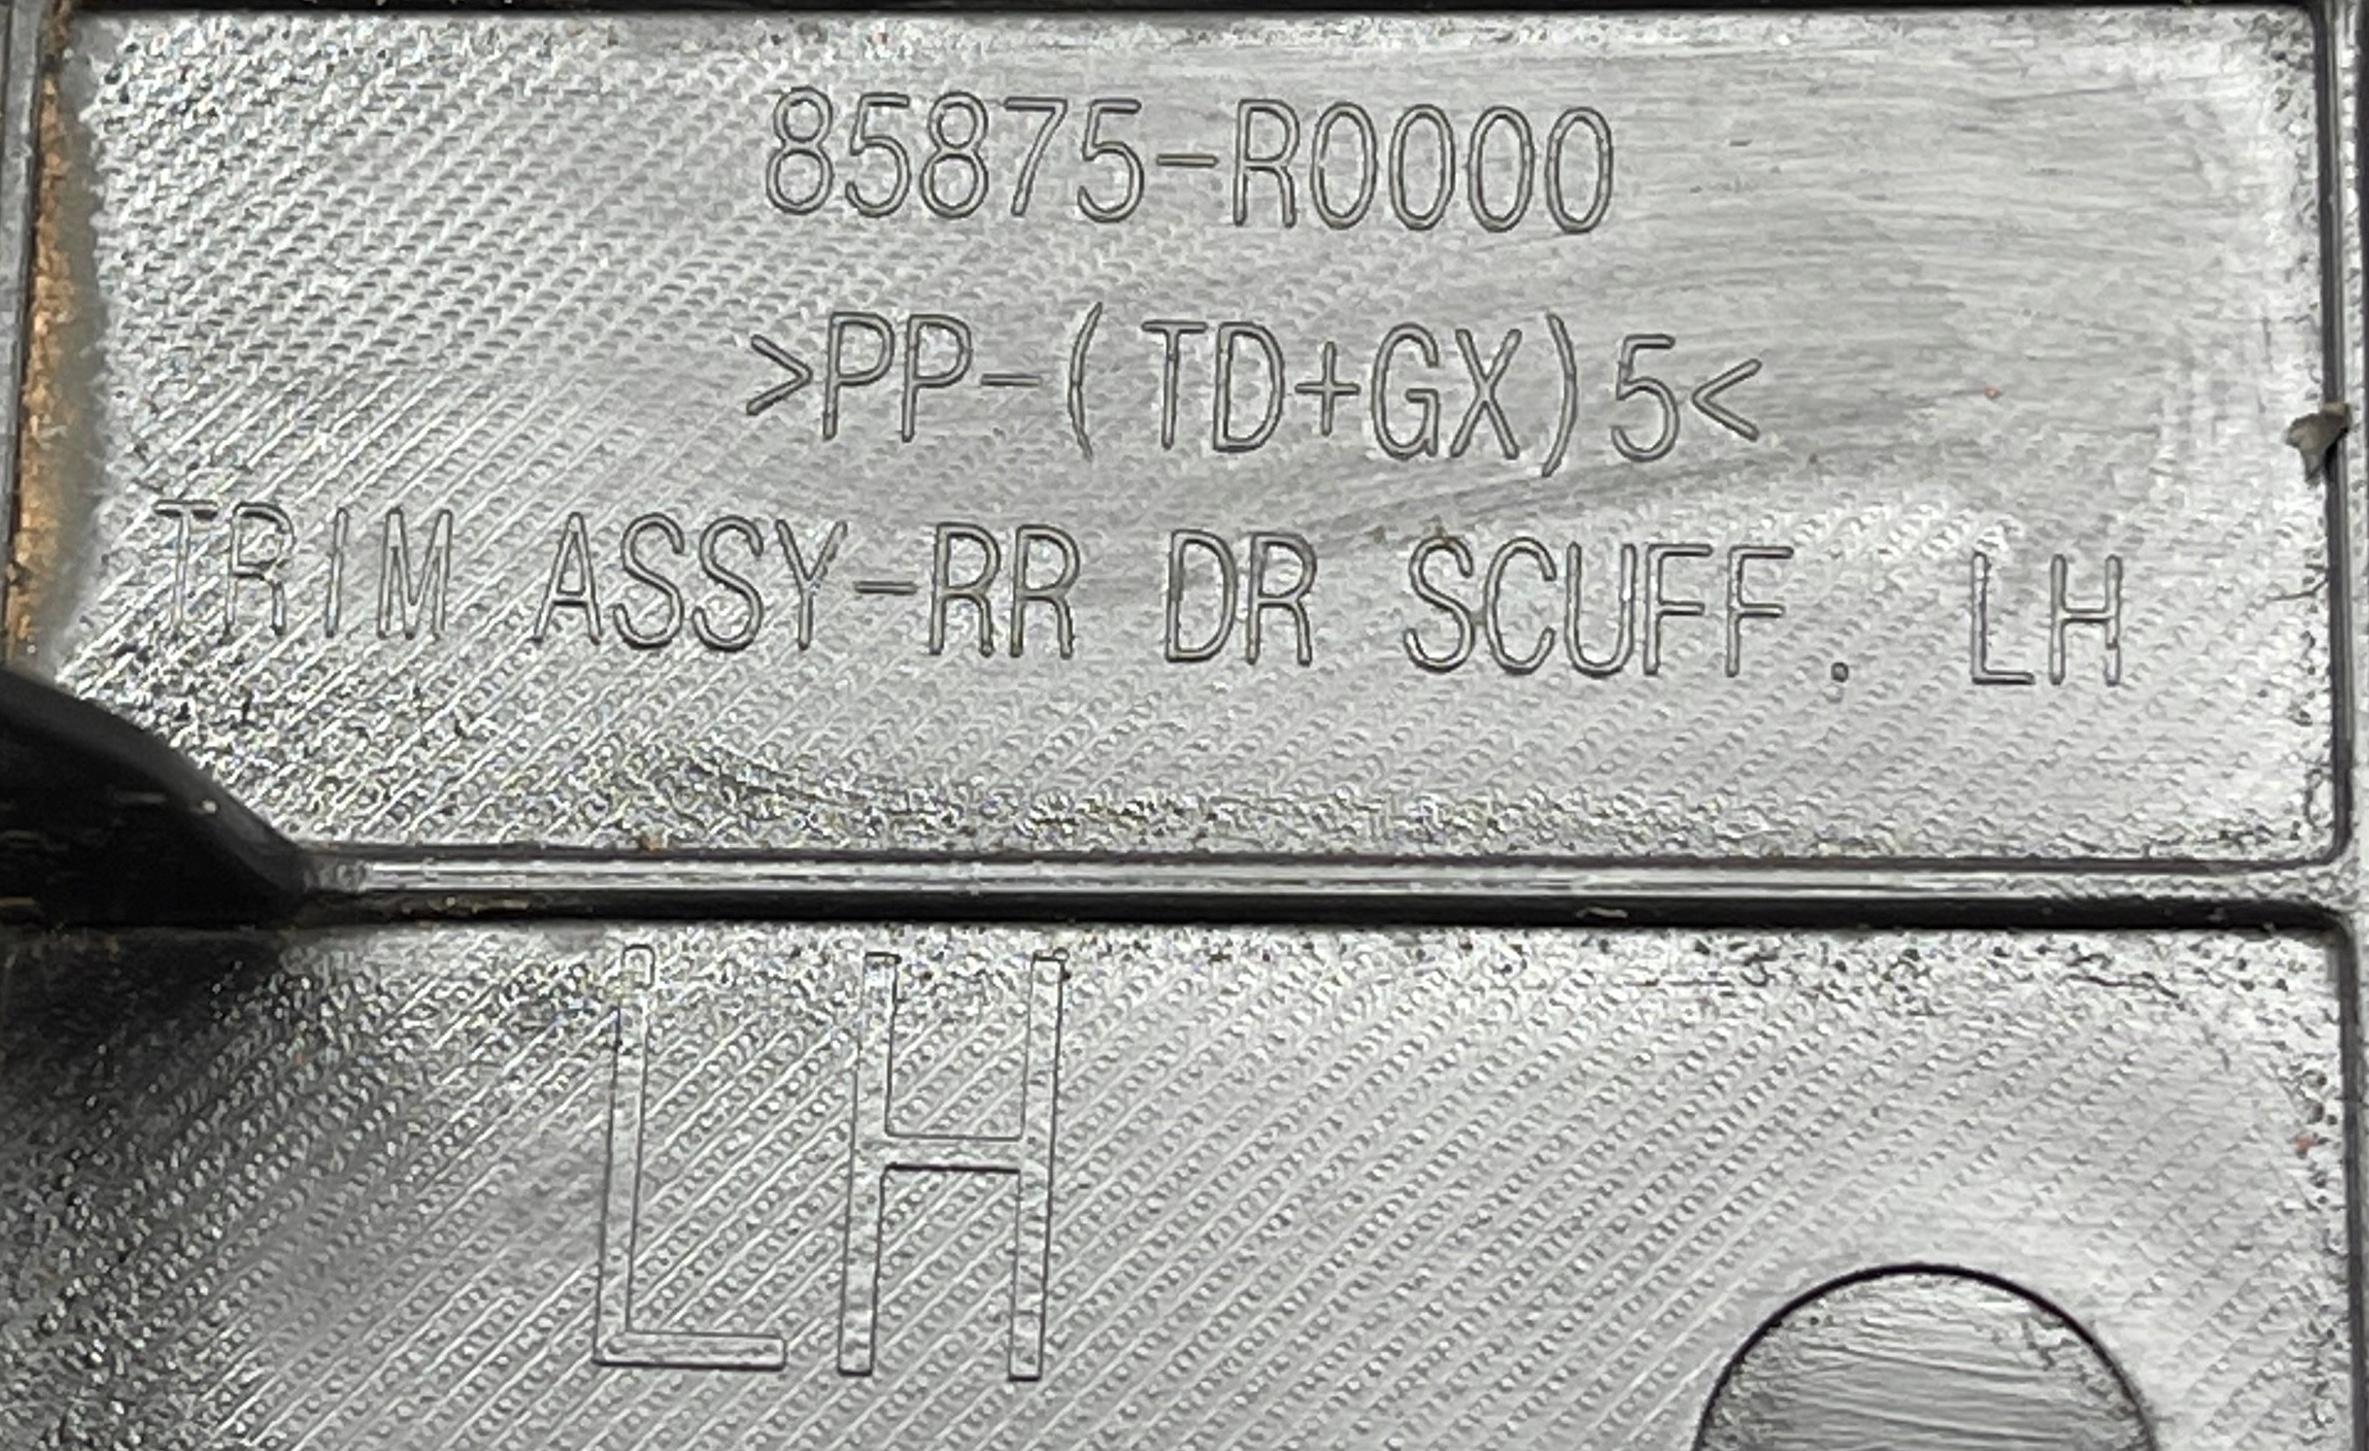 85875-R0000
>PP-(TD+GX)5<
TRIM ASSY-RR DR SCUFF. LH
LH